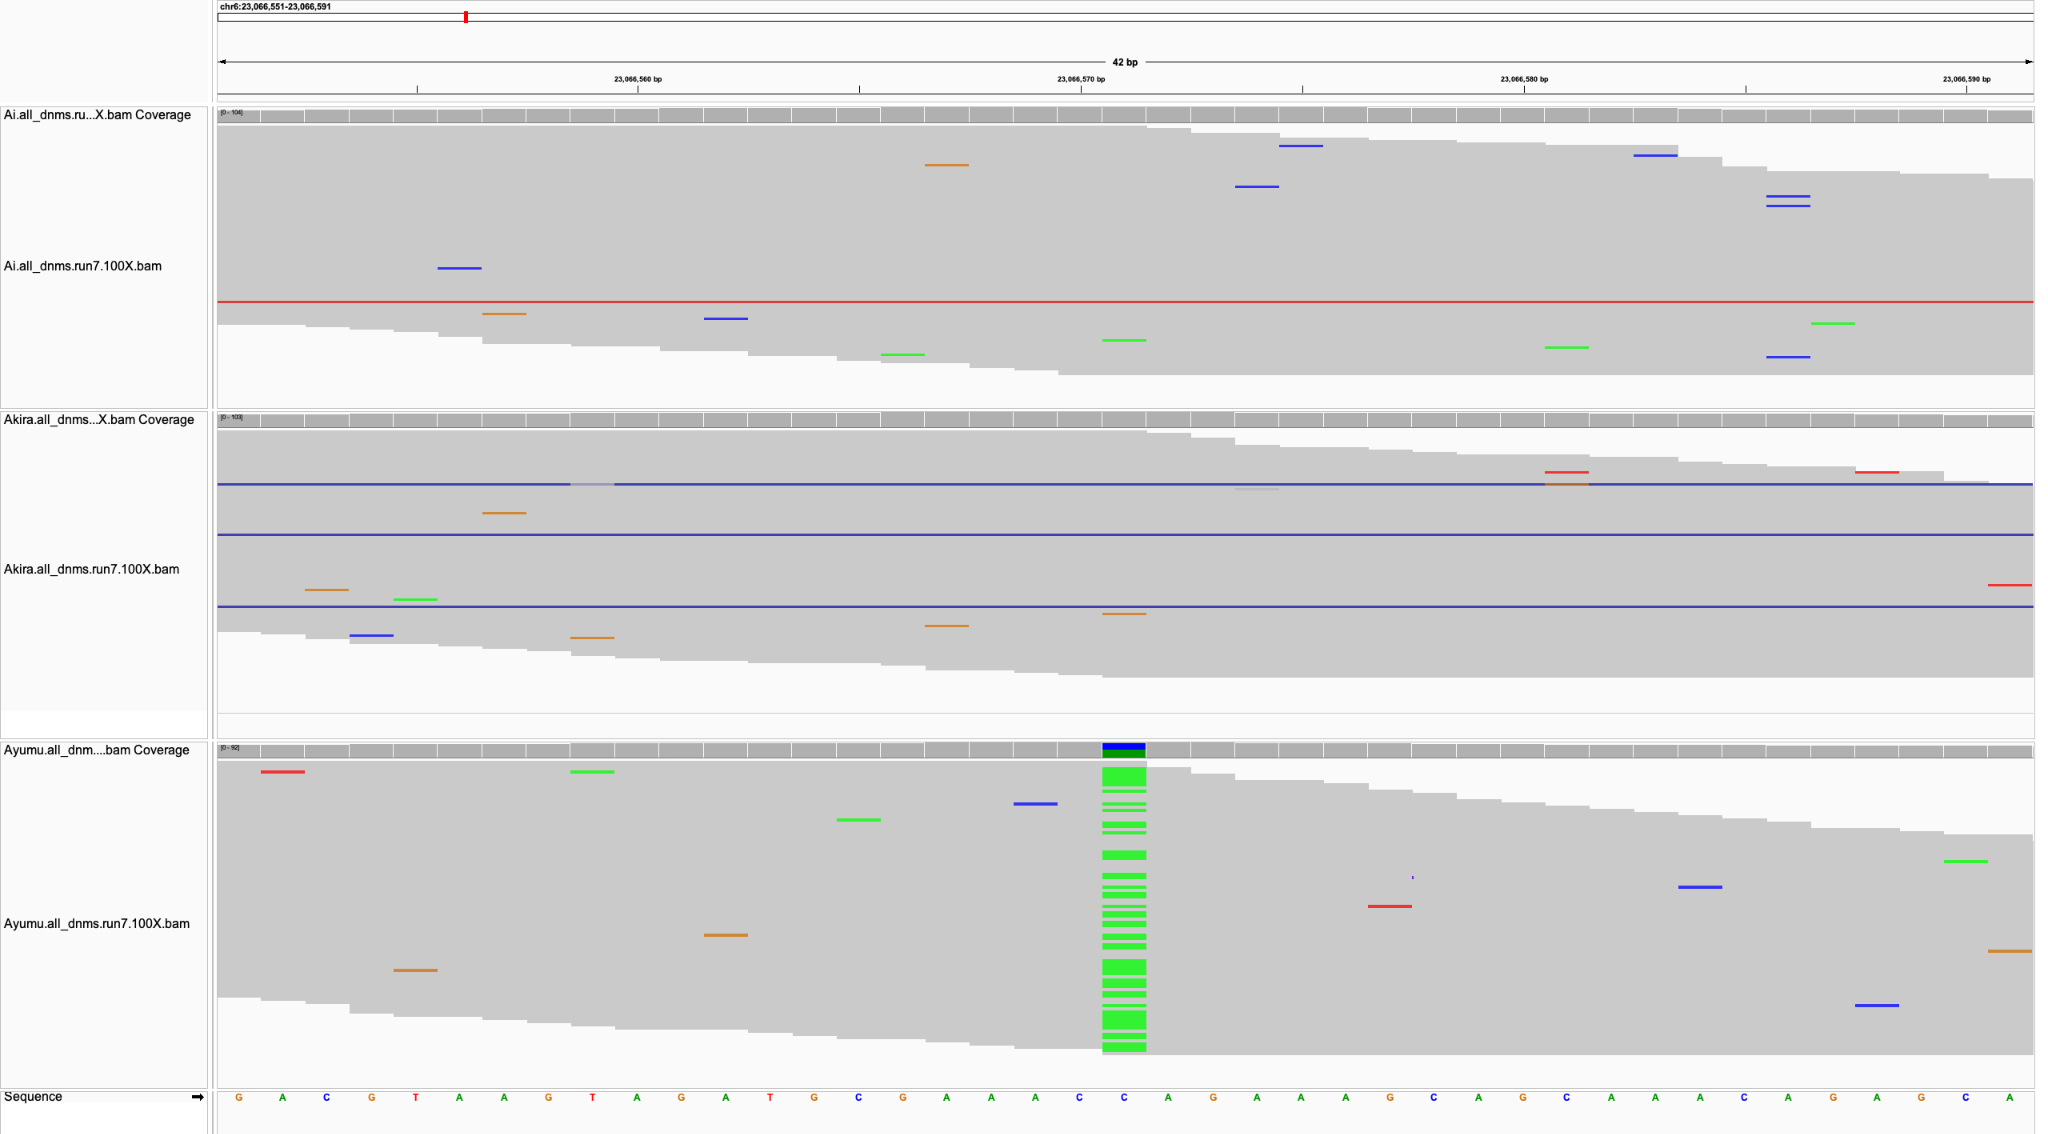 chr6:23,066,551-23,066,591
42 bp
23,066,560 bp 23,066,570 bp 23,066,580 bp 23,066,590 bp
Ai.all_dnms.ru...X.bam Coverage
[0 - 104]
Ai.all_dnms.run7.100X.bam
Akira.all_dnms...X.bam Coverage
[0 - 103]
Akira.all_dnms.run7.100X.bam
Ayumu.all_dnm....bam Coverage
[0 - 92]
Ayumu.all_dnms.run7.100X.bam
Sequence G A C G T A A G T A G A T G C G A A A C C A G A A A G C A G C A A A C A G A G C A